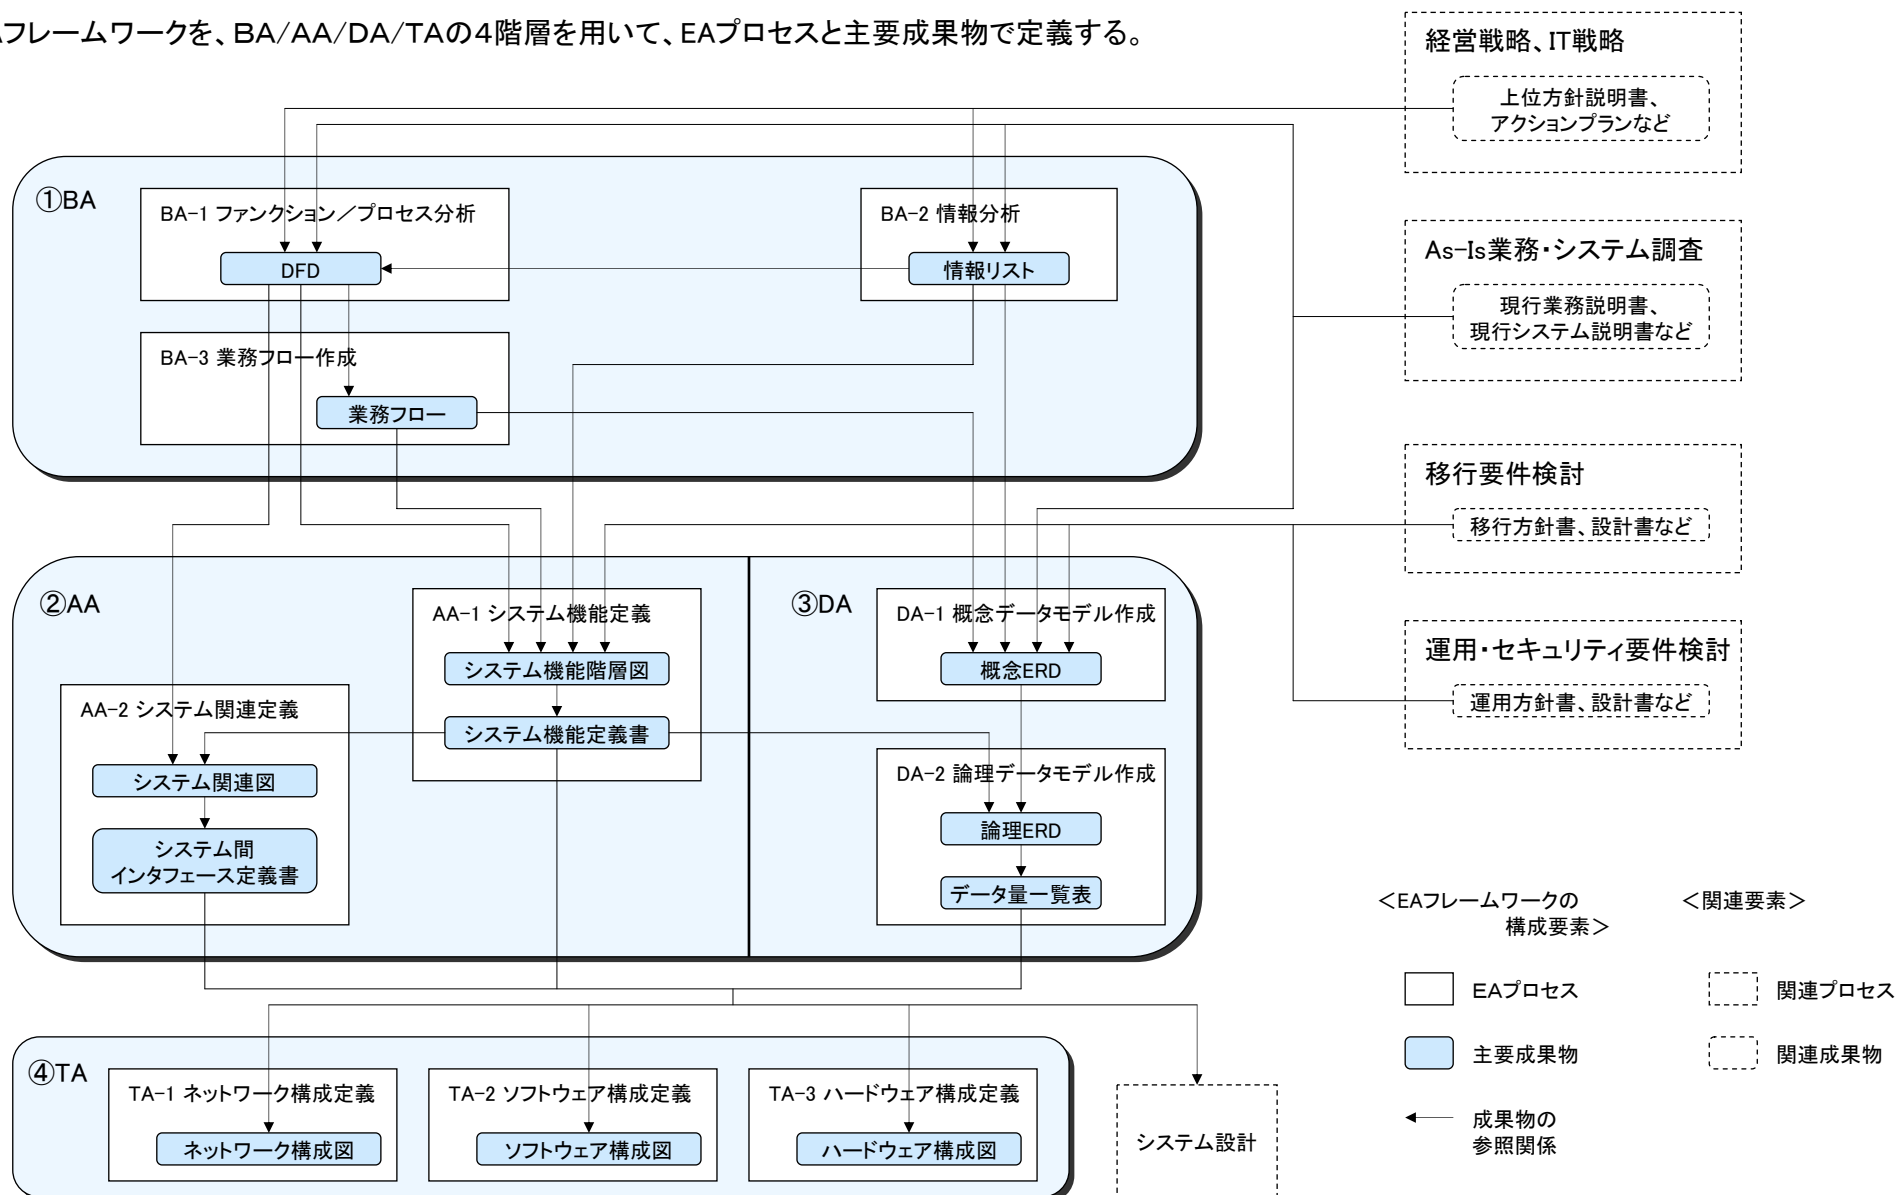 フレームワークを、BA/AA/DA/TAの4階層を用いて、EAプロセスと主要成果物で定義する。
経営戦略、IT戦略
上位方針説明書、
アクションプランなど
①BA
BA-1 ファンクション／プロセス分析
DFD
BA-2 情報分析
情報リスト
As-Is業務・システム調査
現行業務説明書、
現行システム説明書など
BA-3 業務フロー作成
業務フロー
移行要件検討
移行方針書、設計書など
②AA
AA-1 システム機能定義
システム機能階層図
システム機能定義書
③DA
DA-1 概念データモデル作成
概念ERD
運用・セキュリティ要件検討
運用方針書、設計書など
AA-2 システム関連定義
システム関連図
システム間
インタフェース定義書
DA-2 論理データモデル作成
論理ERD
データ量一覧表
＜EAフレームワークの
構成要素＞
＜関連要素＞
EAプロセス
関連プロセス
主要成果物
関連成果物
成果物の
参照関係
④TA
TA-1 ネットワーク構成定義
ネットワーク構成図
TA-2 ソフトウェア構成定義
ソフトウェア構成図
TA-3 ハードウェア構成定義
ハードウェア構成図
システム設計